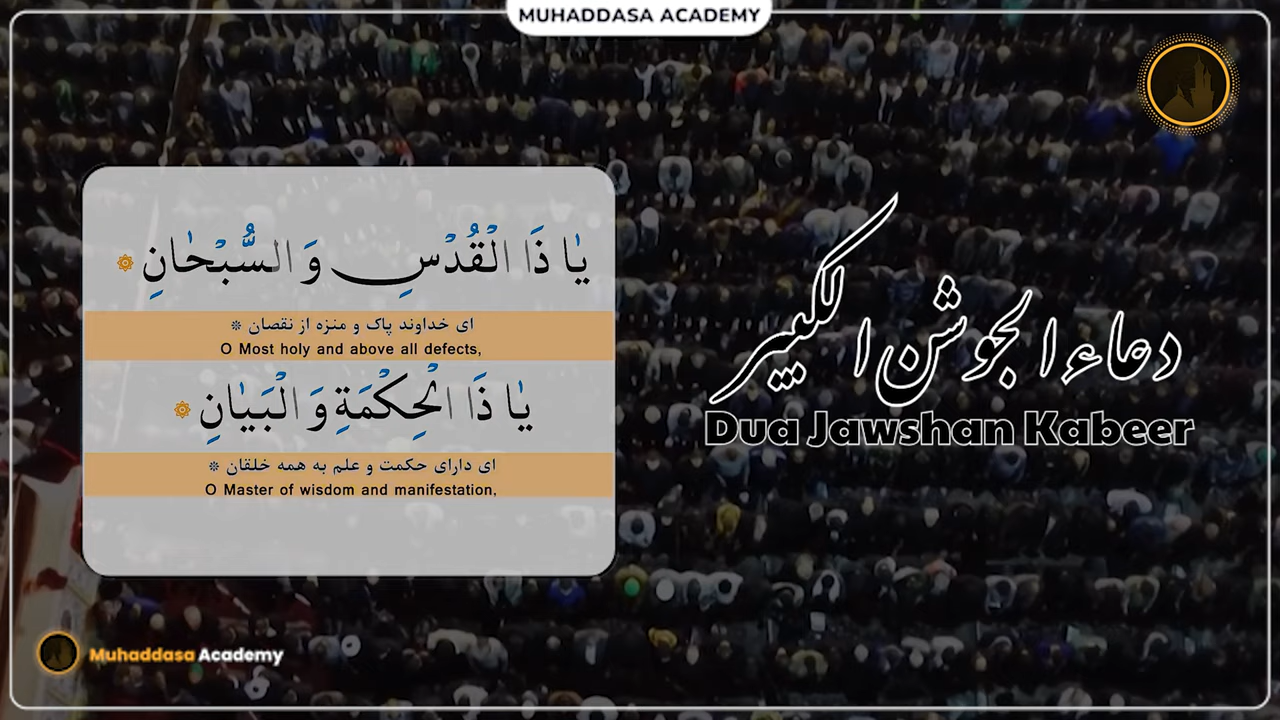 MUHADDASA ACADEMY
يٰا ذَا الْقُدْسِ وَ السُّبْحٰانِ ۞
ای خداوند پاک و منزه از نقصان ❊
O Most holy and above all defects,
يٰا ذَا الْحِكْمَةِ وَ الْبَيٰانِ ۞
ای دارای حکمت و علم به همه خلقان ❊
O Master of wisdom and manifestation,
دعاء الجوشن الكبير
Dua Jawshan Kabeer
Muhaddasa Academy